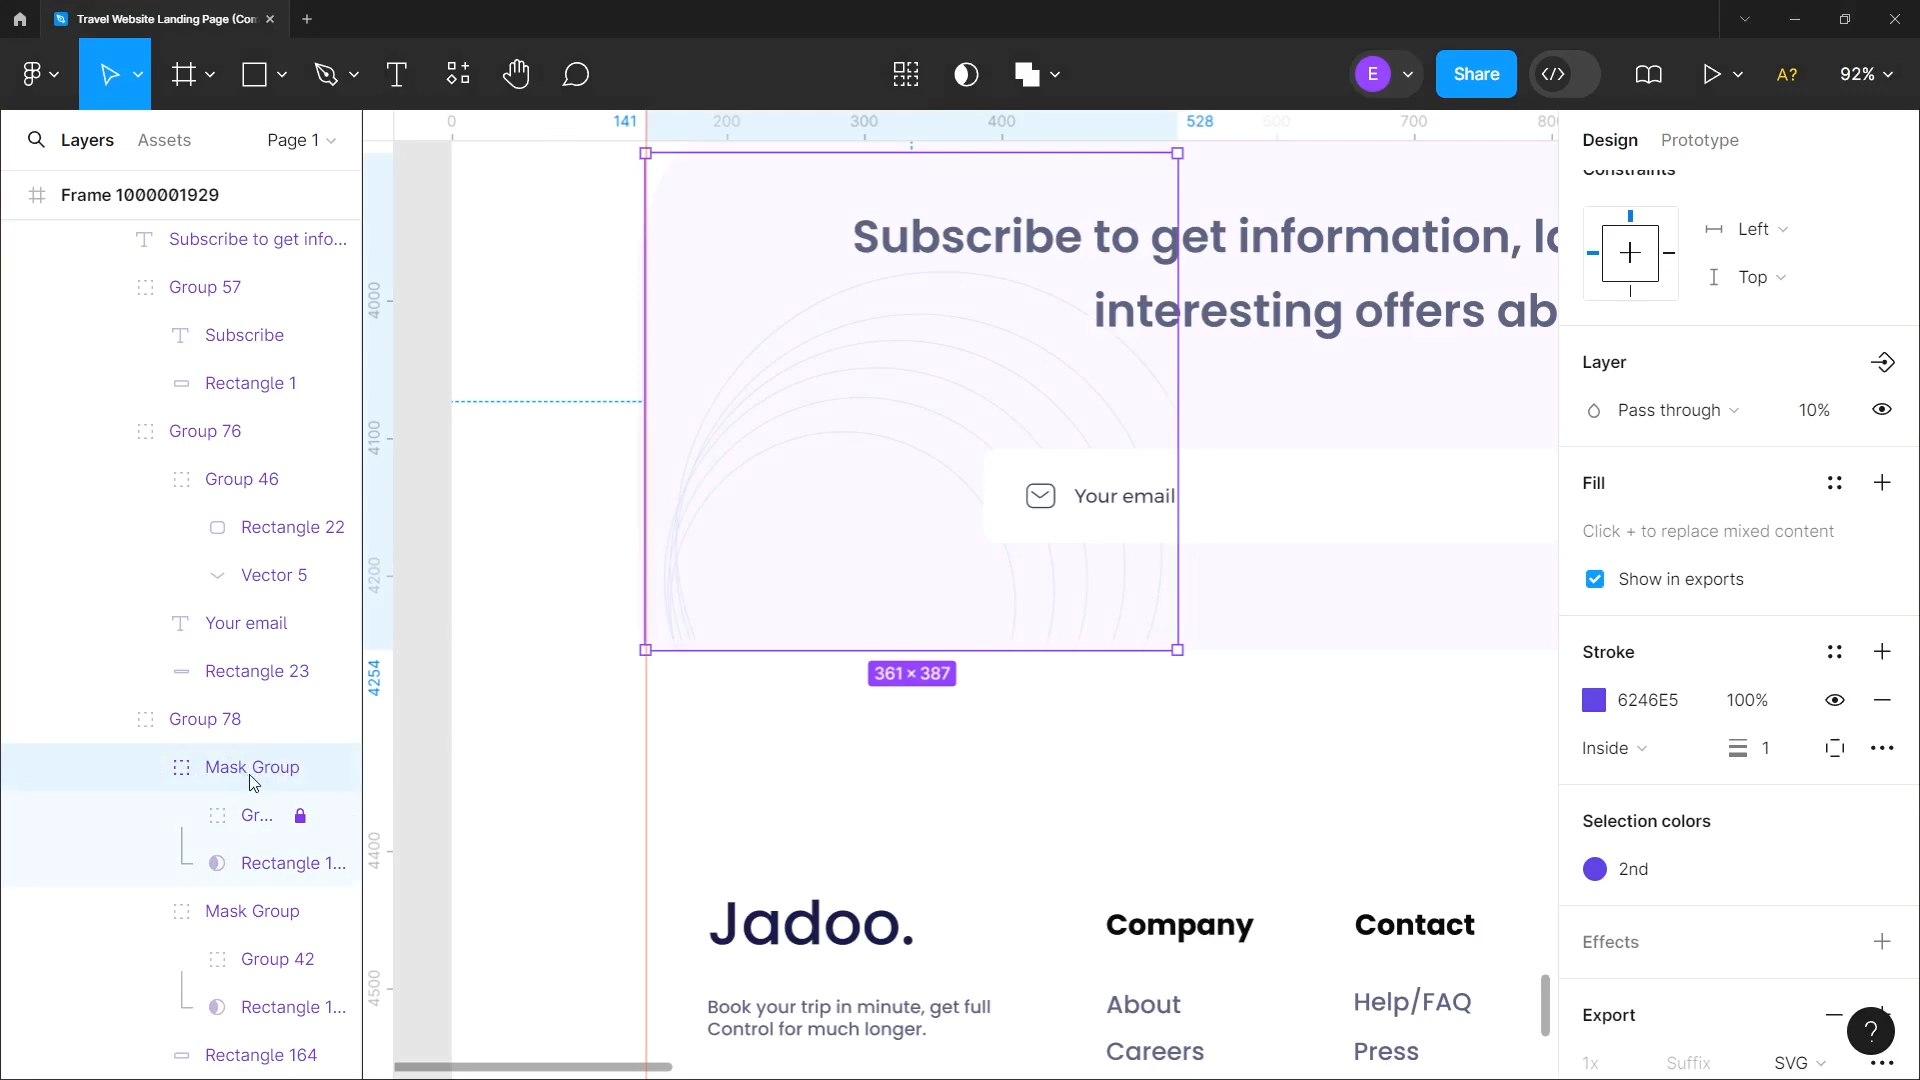 Travel Website Landing Page (Con
E
Share
A?
92%
Layers
Assets
Page 1
Design
Prototype
Frame 1000001929
Subscribe to get info...
Group 57
Subscribe
Rectangle 1
Group 76
Group 46
Rectangle 22
Vector 5
Your email
Rectangle 23
Group 78
Mask Group
Gr...
Rectangle 1...
Mask Group
Group 42
Rectangle 1...
Rectangle 164
0
141
200
300
400
528
600
700
800
4000
4100
4200
4254
4400
4500
Subscribe to get information, la
interesting offers ab
Your email
361 × 387
Jadoo.
Book your trip in minute, get full
Control for much longer.
Company
About
Careers
Contact
Help/FAQ
Press
Constraints
Left
Top
Layer
Pass through
10%
Fill
Click + to replace mixed content
Show in exports
Stroke
6246E5
100%
Inside
1
Selection colors
2nd
Effects
Export
?
1x
Suffix
SVG